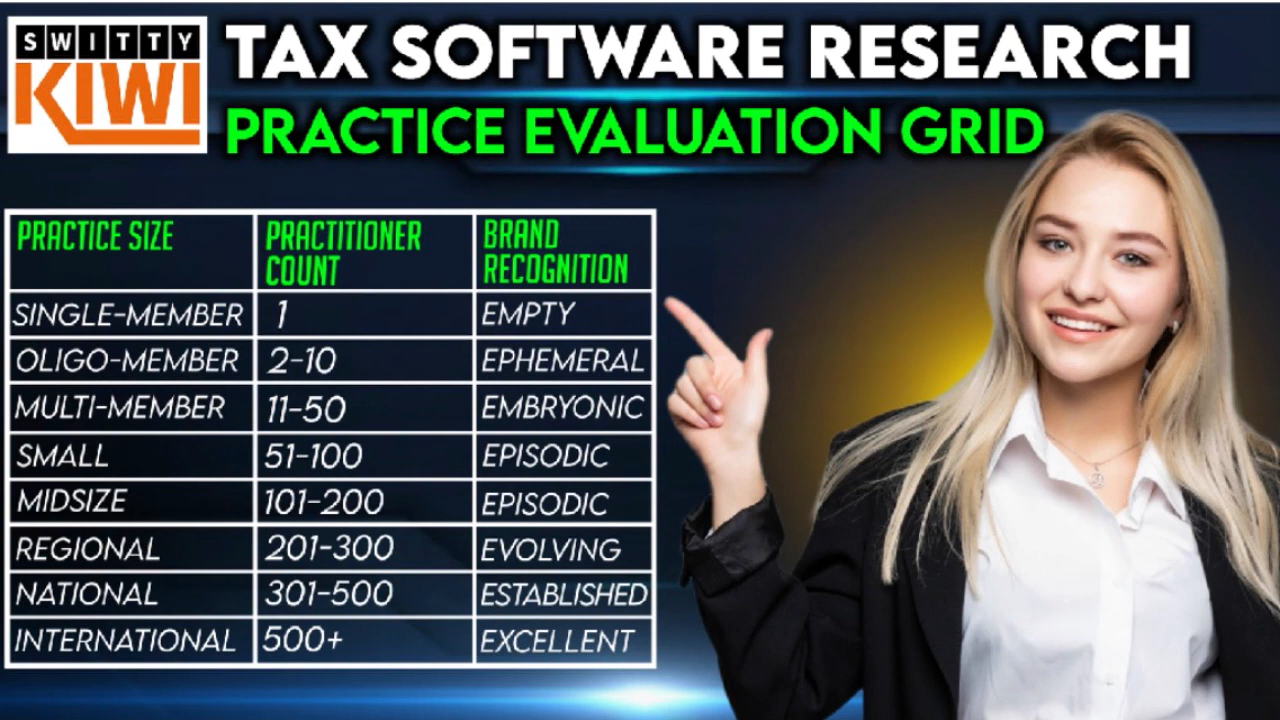 SWITTY
KIWI
TAX SOFTWARE RESEARCH
PRACTICE EVALUATION GRID
PRACTICE SIZE PRACTITIONER COUNT BRAND RECOGNITION
SINGLE-MEMBER 1 EMPTY
OLIGO-MEMBER 2-10 EPHEMERAL
MULTI-MEMBER 11-50 EMBRYONIC
SMALL 51-100 EPISODIC
MIDSIZE 101-200 EPISODIC
REGIONAL 201-300 EVOLVING
NATIONAL 301-500 ESTABLISHED
INTERNATIONAL 500+ EXCELLENT